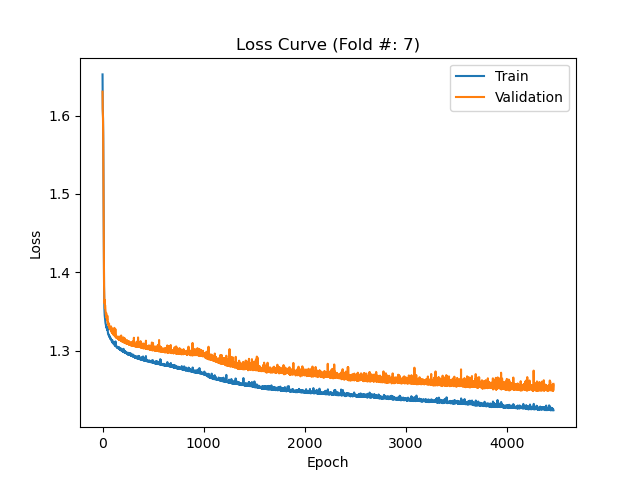 Loss Curve (Fold #: 7)
Train
Validation
1.6
1.5
1.4
1.3
Loss
0
1000
2000
3000
4000
Epoch